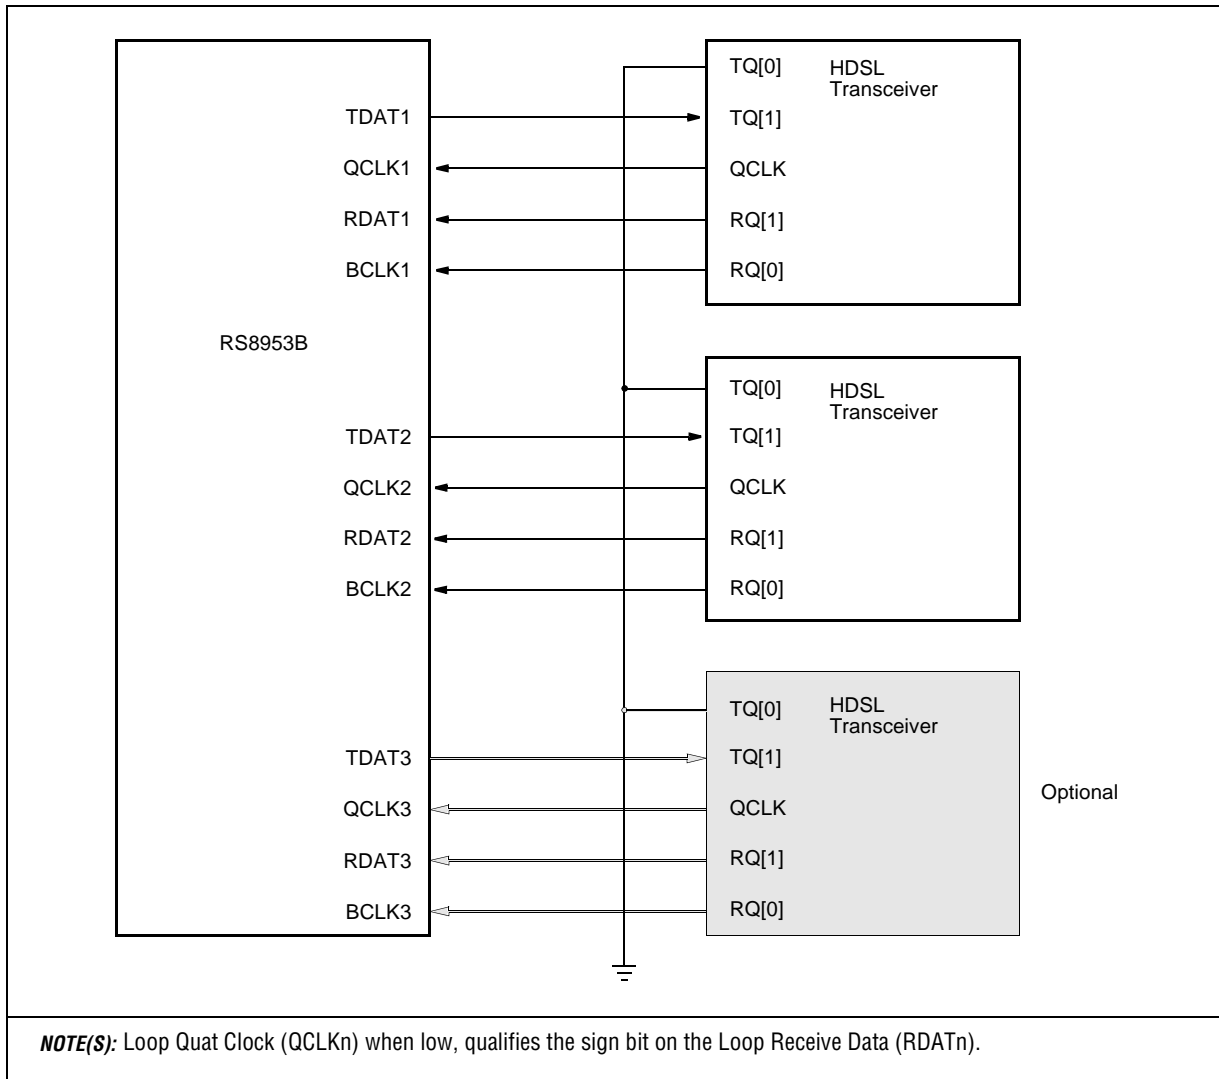 TQ[0]
HDSL
Transceiver
TDAT1
TQ[1]
QCLK1
QCLK
RDAT1
RQ[1]
BCLK1
RQ[0]
RS8953B
TQ[0]
HDSL
Transceiver
TDAT2
TQ[1]
QCLK2
QCLK
RDAT2
RQ[1]
BCLK2
RQ[0]
TQ[0]
HDSL
Transceiver
TDAT3
TQ[1]
Optional
QCLK3
QCLK
RDAT3
RQ[1]
BCLK3
RQ[0]
NOTE(S): Loop Quat Clock (QCLKn) when low, qualifies the sign bit on the Loop Receive Data (RDATn).